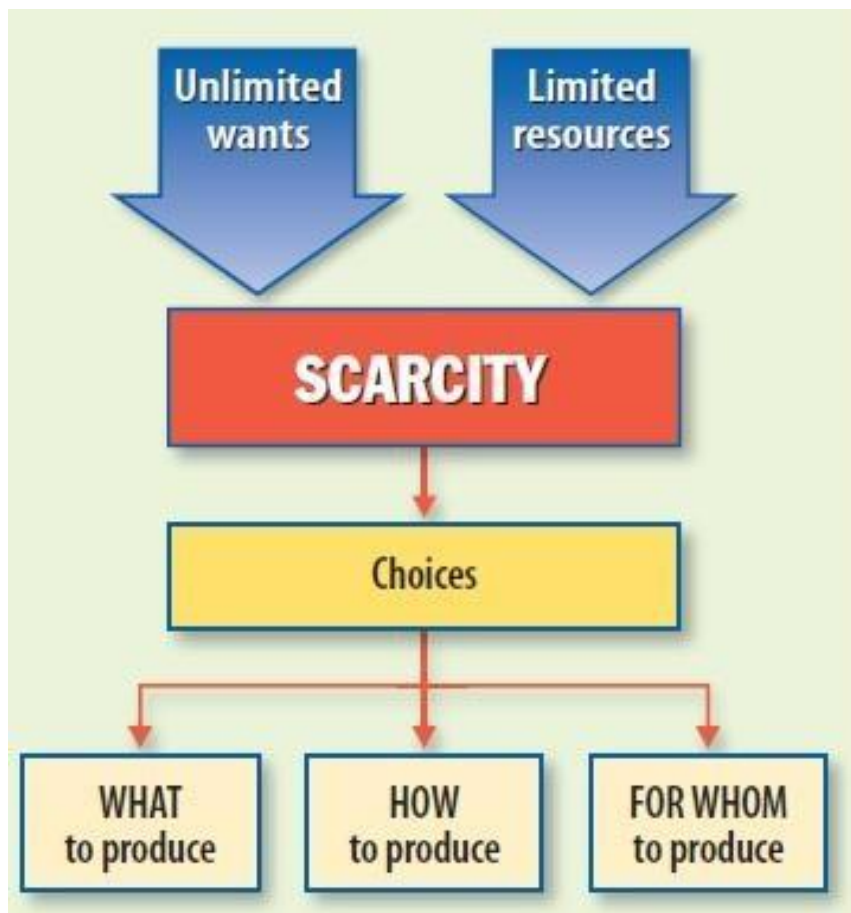 Unlimited
wants
Limited
resources
SCARCITY
Choices
WHAT
to produce
HOW
to produce
FOR WHOM
to produce